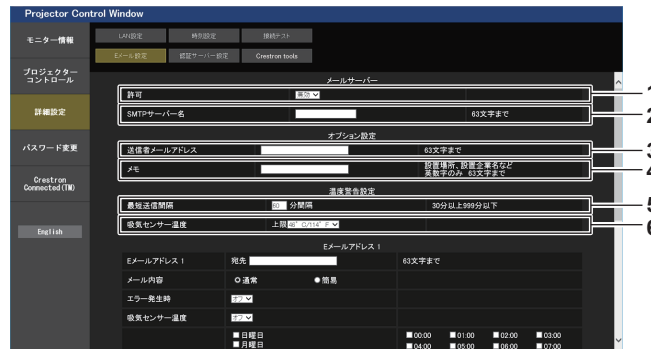 Projector Control Window
モニター情報
プロジェクター
コントロール
詳細設定
パスワード変更
Crestron
Connected(TM)
English
LAN設定 時刻設定 接続テスト
Eメール設定 認証サーバー設定 Crestron tools
メールサーバー
許可 無効 1
SMTPサーバー名 63文字まで 2
オプション設定
送信者メールアドレス 63文字まで 3
メモ 設置場所、設置企業名など
英数字のみ 63文字まで 4
温度警告設定
最短送信間隔 60 分間隔 30分以上999分以下 5
吸気センサー温度 上限 46°C/114°F 6
Eメールアドレス 1
Eメールアドレス 1 宛先 63文字まで
メール内容 通常 簡易
エラー発生時 オフ
吸気センサー温度 オフ
日曜日 00:00 01:00 02:00 03:00
月曜日 04:00 05:00 06:00 07:00